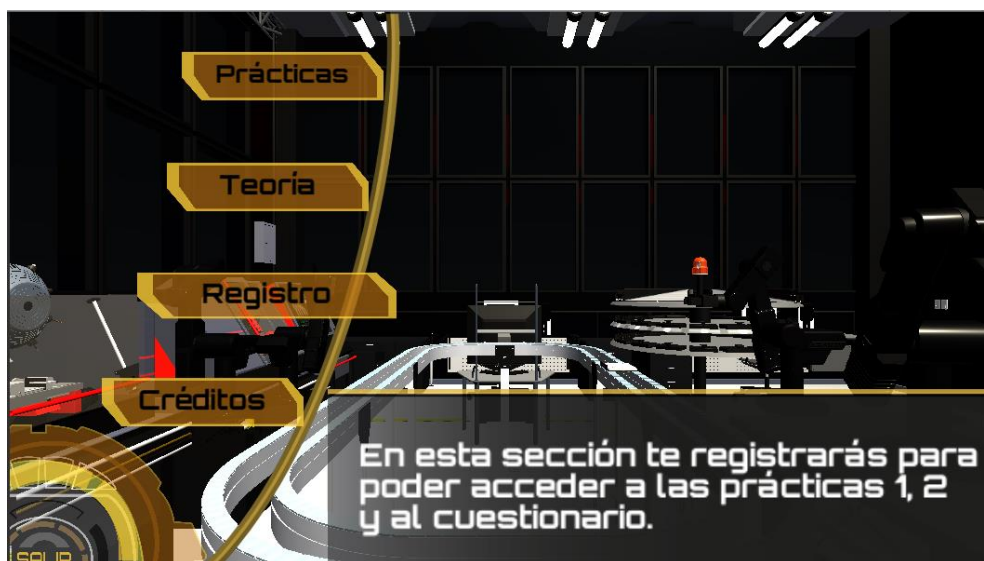 Prácticas
Teoría
Registro
Créditos
En esta sección te registrarás para
poder acceder a las prácticas 1, 2
y al cuestionario.